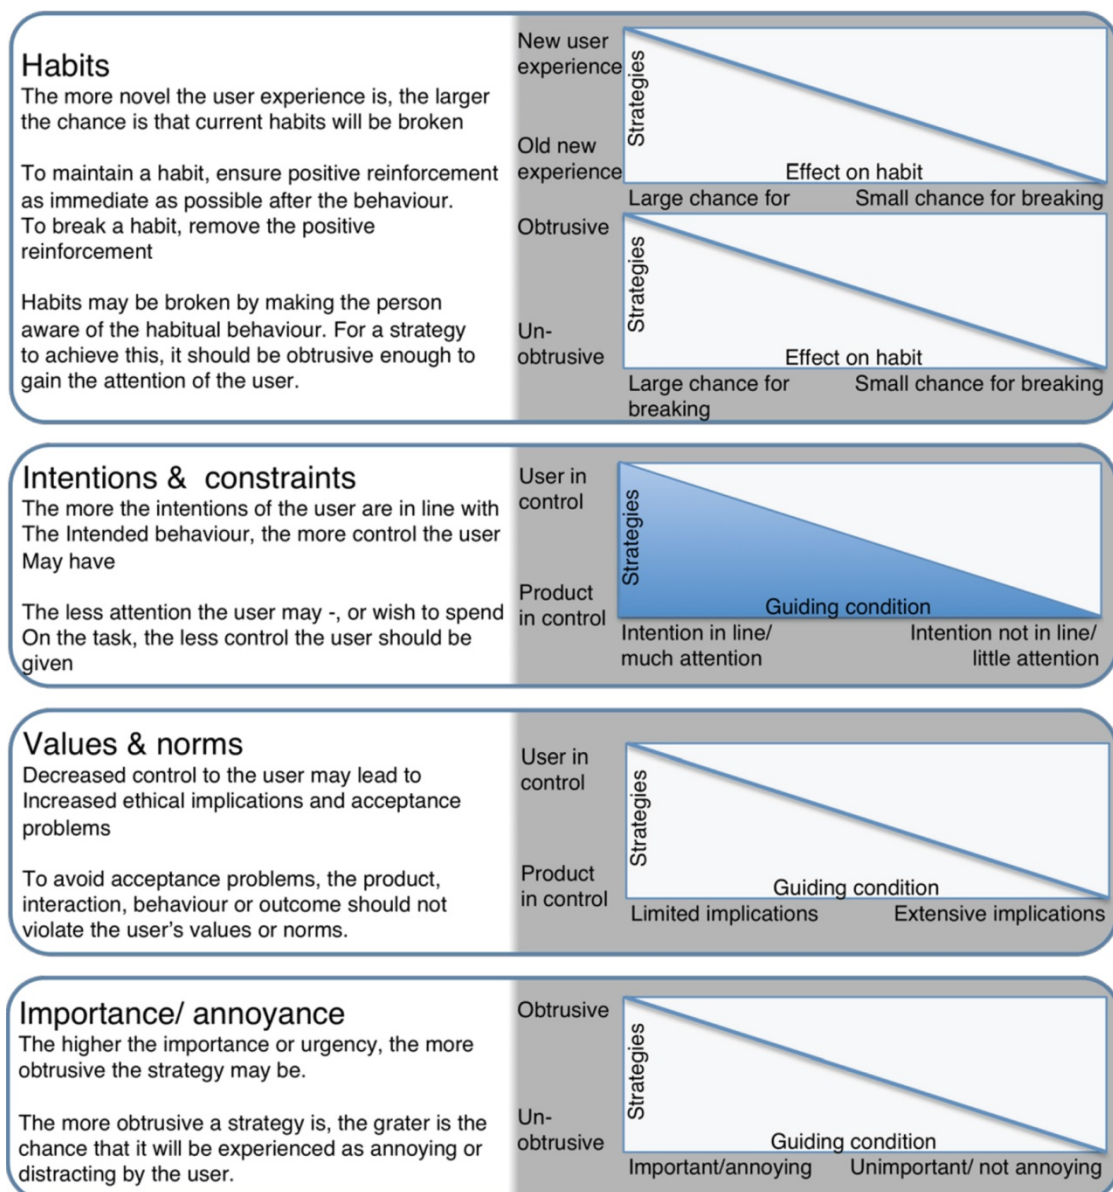 Habits
The more novel the user experience is, the larger
the chance is that current habits will be broken
To maintain a habit, ensure positive reinforcement
as immediate as possible after the behaviour.
To break a habit, remove the positive
reinforcement
Habits may be broken by making the person
aware of the habitual behaviour. For a strategy
to achieve this, it should be obtrusive enough to
gain the attention of the user.
New user
experience
Old new
experience
Strategies
Effect on habit
Large chance for
Small chance for breaking
Obtrusive
Un-
obtrusive
Strategies
Effect on habit
Large chance for
breaking
Small chance for breaking
Intentions & constraints
The more the intentions of the user are in line with
The Intended behaviour, the more control the user
May have
The less attention the user may -, or wish to spend
On the task, the less control the user should be
given
User in
control
Product
in control
Strategies
Guiding condition
Intention in line/
much attention
Intention not in line/
little attention
Values & norms
Decreased control to the user may lead to
Increased ethical implications and acceptance
problems
To avoid acceptance problems, the product,
interaction, behaviour or outcome should not
violate the user's values or norms.
User in
control
Product
in control
Strategies
Guiding condition
Limited implications
Extensive implications
Importance/ annoyance
The higher the importance or urgency, the more
obtrusive the strategy may be.
The more obtrusive a strategy is, the grater is the
chance that it will be experienced as annoying or
distracting by the user.
Obtrusive
Un-
obtrusive
Strategies
Guiding condition
Important/annoying
Unimportant/ not annoying